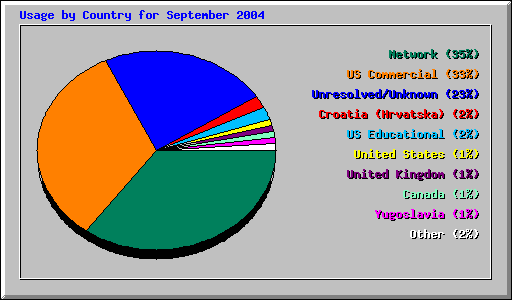 Usage by Country for September 2004
Network (35%)
US Commercial (33%)
Unresolved/Unknown (23%)
Croatia (Hrvatska) (2%)
US Educational (2%)
United States (1%)
United Kingdom (1%)
Canada (1%)
Yugoslavia (1%)
Other (2%)